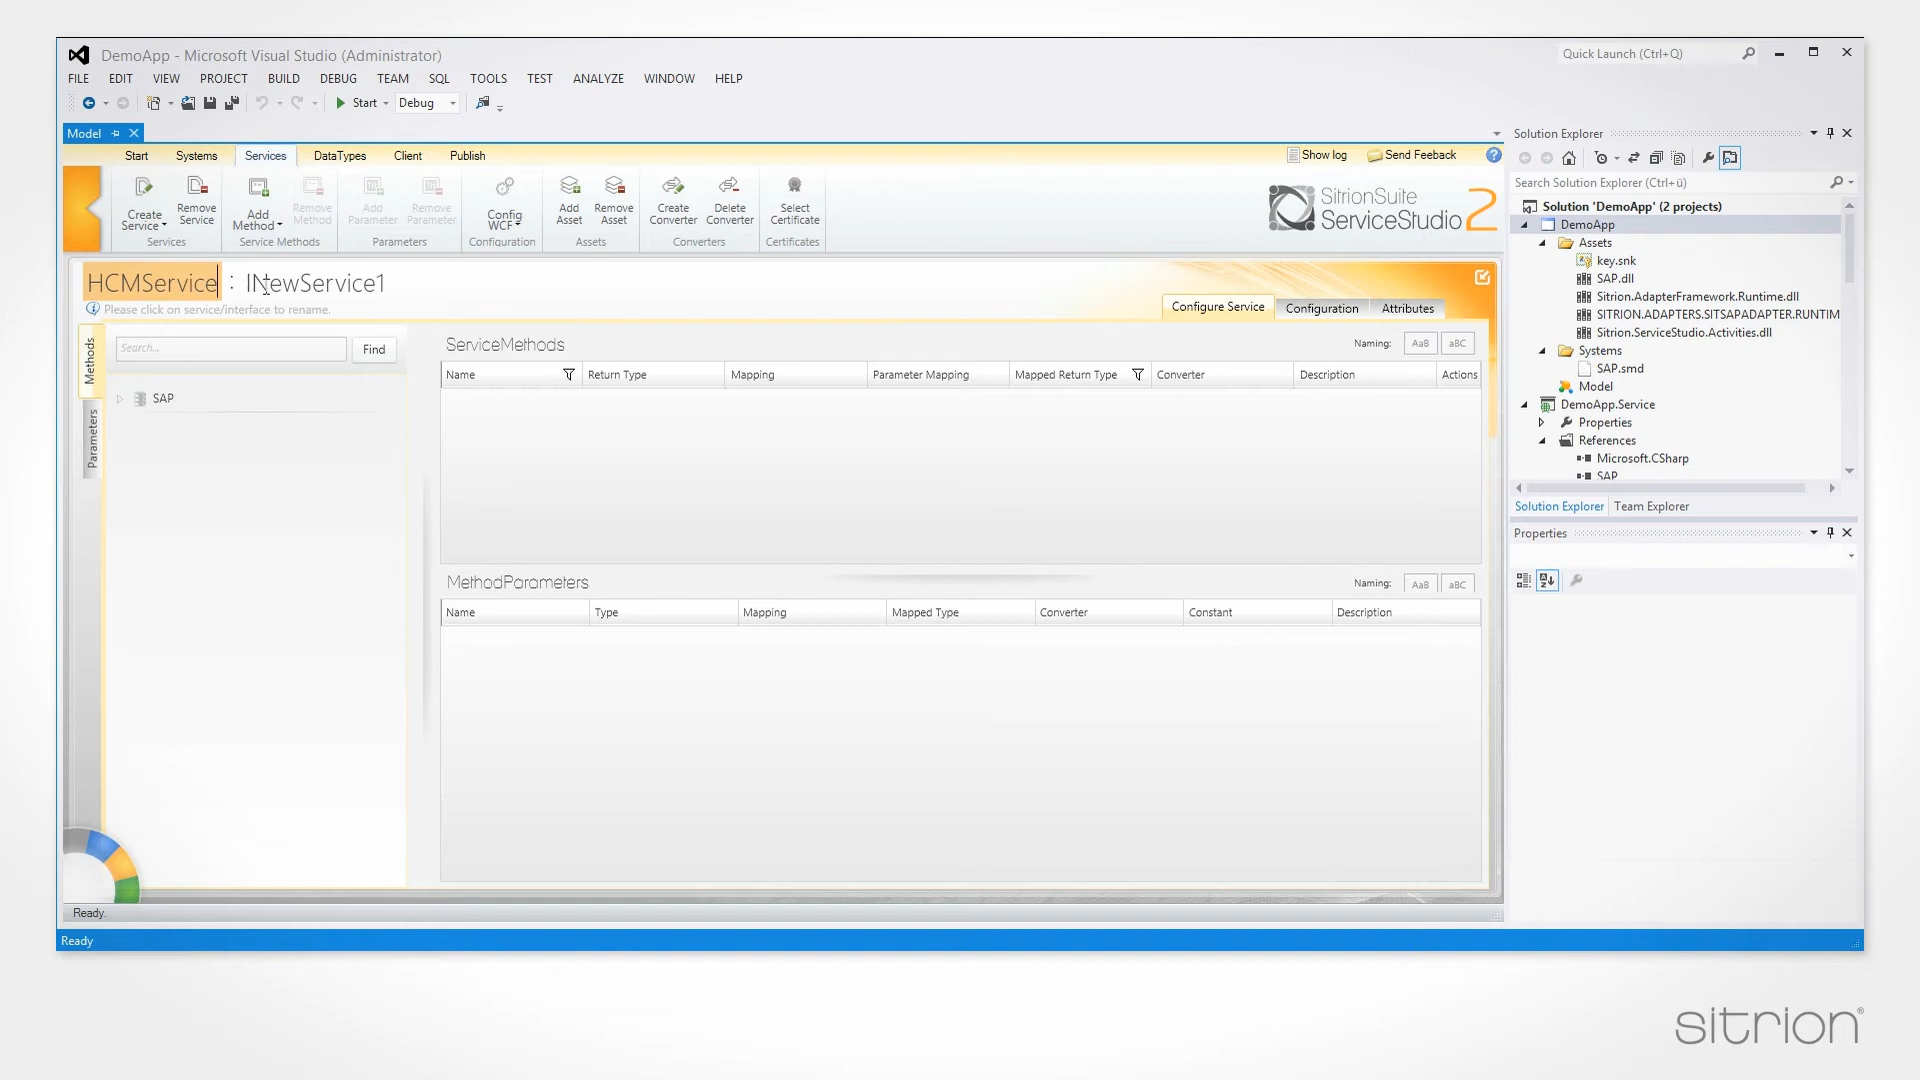 DemoApp - Microsoft Visual Studio (Administrator)
Quick Launch (Ctrl+Q)
FILE EDIT VIEW PROJECT BUILD DEBUG TEAM SQL TOOLS TEST ANALYZE WINDOW HELP
Start Debug
Model
Start Systems Services DataTypes Client Publish
Show log Send Feeback
Create Service
Remove Service
Services
Add Method
Remove Method
Service Methods
Add Parameter
Remove Parameter
Parameters
Config WCF
Configuration
Add Asset
Remove Asset
Assets
Create Converter
Delete Converter
Converters
Select Certificate
Certificates
SitrionSuite
ServiceStudio 2
HCMService : INewService1
Please click on service/interface to rename.
Configure Service Configuration Attributes
Methods
Parameters
Search...
Find
SAP
ServiceMethods
Naming: AaB aBC
Name Return Type Mapping Parameter Mapping Mapped Return Type Converter Description Actions
MethodParameters
Naming: AaB aBC
Name Type Mapping Mapped Type Converter Constant Description
Ready.
Ready
Solution Explorer
Search Solution Explorer (Ctrl+ü)
Solution 'DemoApp' (2 projects)
DemoApp
Assets
key.snk
SAP.dll
Sitrion.AdapterFramework.Runtime.dll
SITRION.ADAPTERS.SITSAPADAPTER.RUNTIM
Sitrion.ServiceStudio.Activities.dll
Systems
SAP.smd
Model
DemoApp.Service
Properties
References
Microsoft.CSharp
SAP
Solution Explorer Team Explorer
Properties
sitrion®